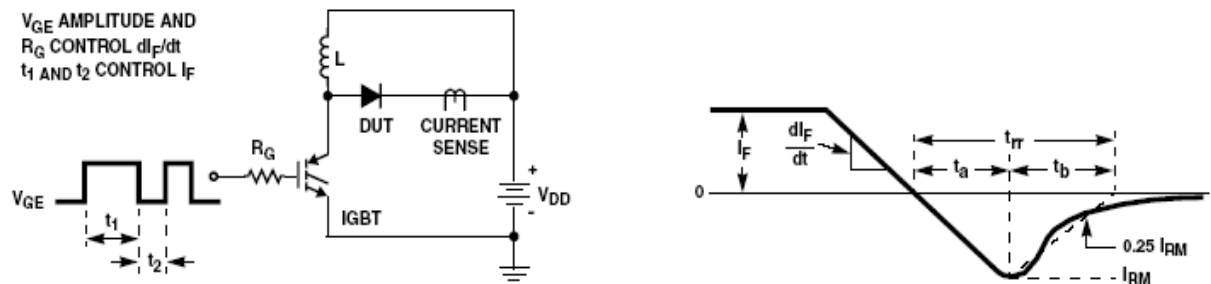 V_GE AMPLITUDE AND
R_G CONTROL dI_F/dt
t_1 AND t_2 CONTROL I_F
L
DUT
CURRENT
SENSE
R_G
V_GE
IGBT
+
V_DD
-
t_1
t_2
I_F
dI_F
dt
t_rr
t_a
t_b
0
0.25 I_RM
I_RM